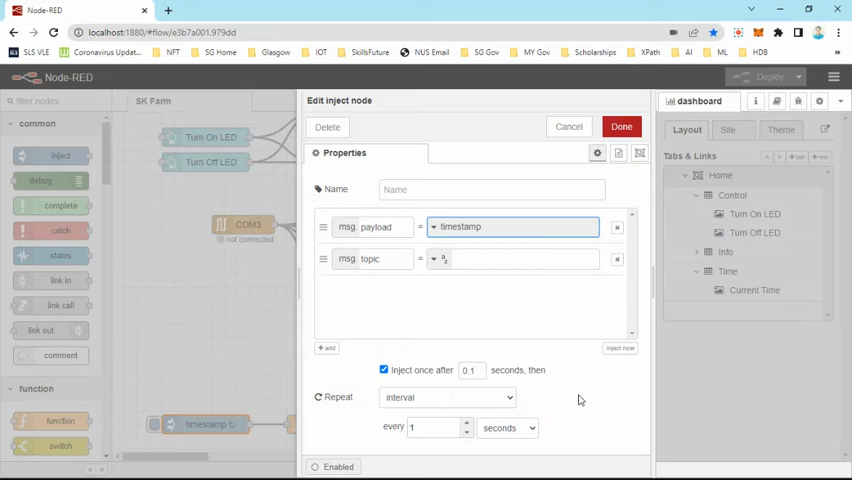 Node-RED
localhost:1880/#flow/e3b7a001.979dd
SLS VLE
Coronavirus Updat...
NFT
SG Home
Glasgow
IOT
SkillsFuture
NUS Email
SG Gov
MY Gov
Scholarships
XPath
AI
ML
HDB
Node-RED
Deploy
filter nodes
SK Farm
Edit inject node
dashboard
common
Delete
Cancel
Done
Layout
Site
Theme
Turn On LED
Tabs & Links
tab
link
inject
Properties
Turn Off LED
Home
debug
Name
Name
Control
complete
Turn On LED
catch
COM3
msg. payload
=
timestamp
Turn Off LED
not connected
status
msg. topic
=
Info
link in
Time
link call
Current Time
link out
add
inject now
comment
Inject once after
0.1
seconds, then
function
Repeat
interval
function
timestamp ↻
every
1
seconds
switch
Enabled